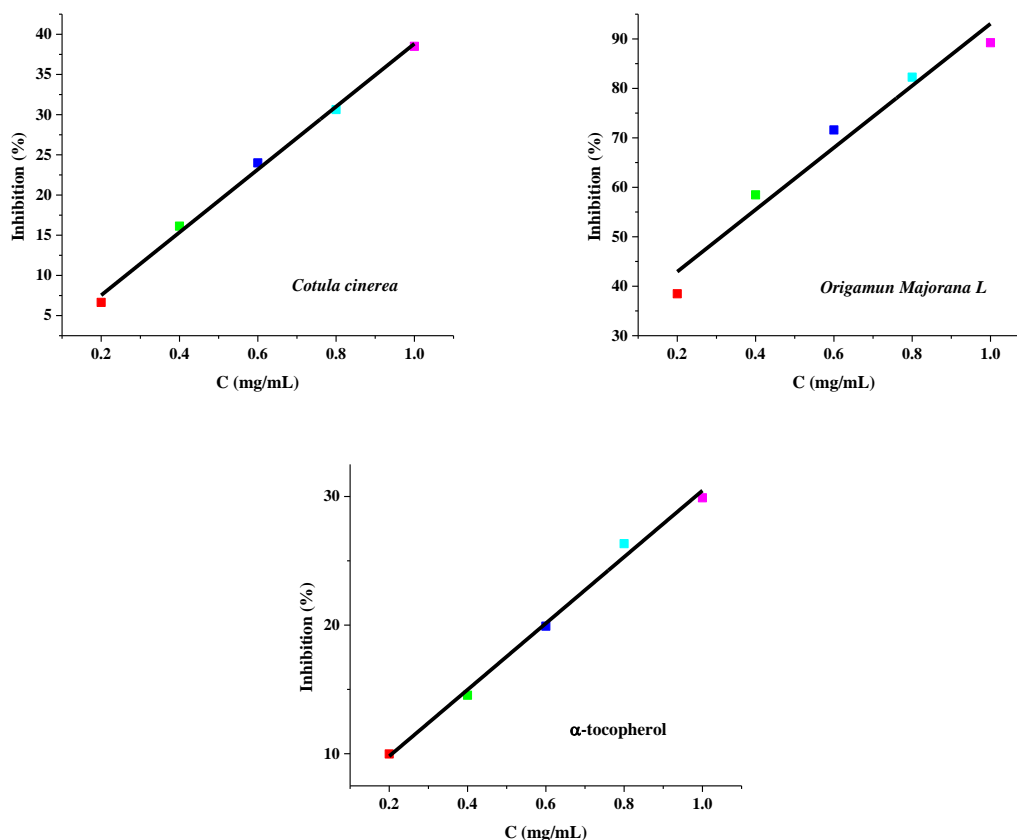 40
35
30
25
20
15
10
5
Inhibition (%)
Cotula cinerea
0.2 0.4 0.6 0.8 1.0
C (mg/mL)
90
80
70
60
50
40
30
Inhibition (%)
Origamun Majorana L
0.2 0.4 0.6 0.8 1.0
C (mg/mL)
30
20
10
Inhibition (%)
α-tocopherol
0.2 0.4 0.6 0.8 1.0
C (mg/mL)